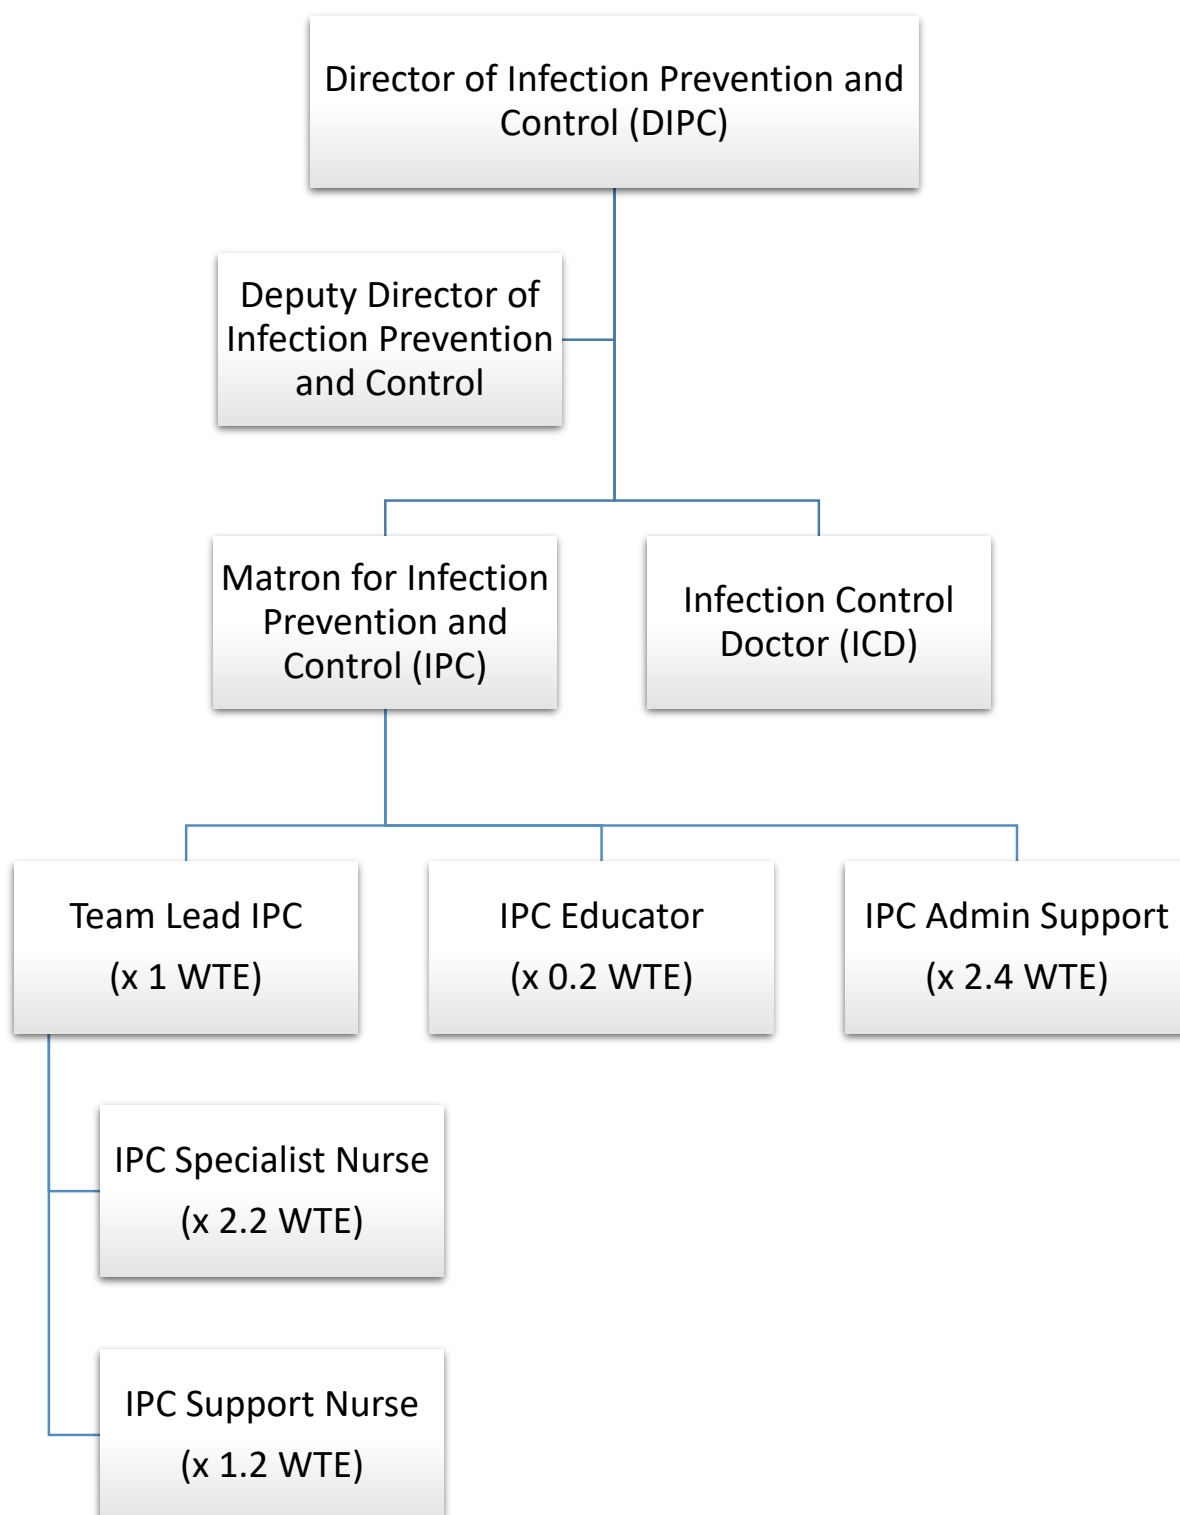 Director of Infection Prevention and
Control (DIPC)
Deputy Director of
Infection Prevention
and Control
Matron for Infection
Prevention and
Control (IPC)
Infection Control
Doctor (ICD)
Team Lead IPC
(x 1 WTE)
IPC Educator
(x 0.2 WTE)
IPC Admin Support
(x 2.4 WTE)
IPC Specialist Nurse
(x 2.2 WTE)
IPC Support Nurse
(x 1.2 WTE)